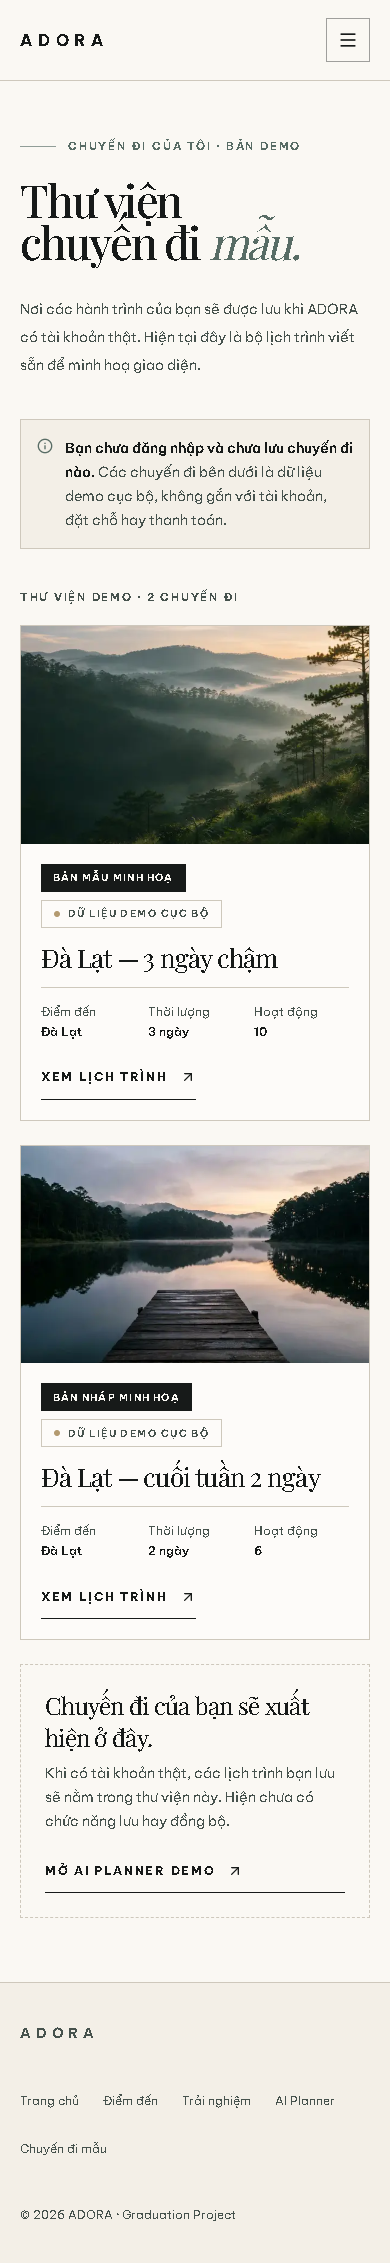 ADORA
CHUYẾN ĐI CỦA TÔI · BẢN DEMO
Thư viện
chuyến đi mẫu.
Nơi các hành trình của bạn sẽ được lưu khi ADORA
có tài khoản thật. Hiện tại đây là bộ lịch trình viết
sẵn để minh hoạ giao diện.
Bạn chưa đăng nhập và chưa lưu chuyến đi
nào. Các chuyến đi bên dưới là dữ liệu
demo cục bộ, không gắn với tài khoản,
đặt chỗ hay thanh toán.
THƯ VIỆN DEMO · 2 CHUYẾN ĐI
BẢN MẪU MINH HOẠ
DỮ LIỆU DEMO CỤC BỘ
Đà Lạt — 3 ngày chậm
Điểm đến Thời lượng Hoạt động
Đà Lạt 3 ngày 10
XEM LỊCH TRÌNH
BẢN NHÁP MINH HOẠ
DỮ LIỆU DEMO CỤC BỘ
Đà Lạt — cuối tuần 2 ngày
Điểm đến Thời lượng Hoạt động
Đà Lạt 2 ngày 6
XEM LỊCH TRÌNH
Chuyến đi của bạn sẽ xuất
hiện ở đây.
Khi có tài khoản thật, các lịch trình bạn lưu
sẽ nằm trong thư viện này. Hiện chưa có
chức năng lưu hay đồng bộ.
MỞ AI PLANNER DEMO
ADORA
Trang chủ Điểm đến Trải nghiệm AI Planner
Chuyến đi mẫu
© 2026 ADORA · Graduation Project